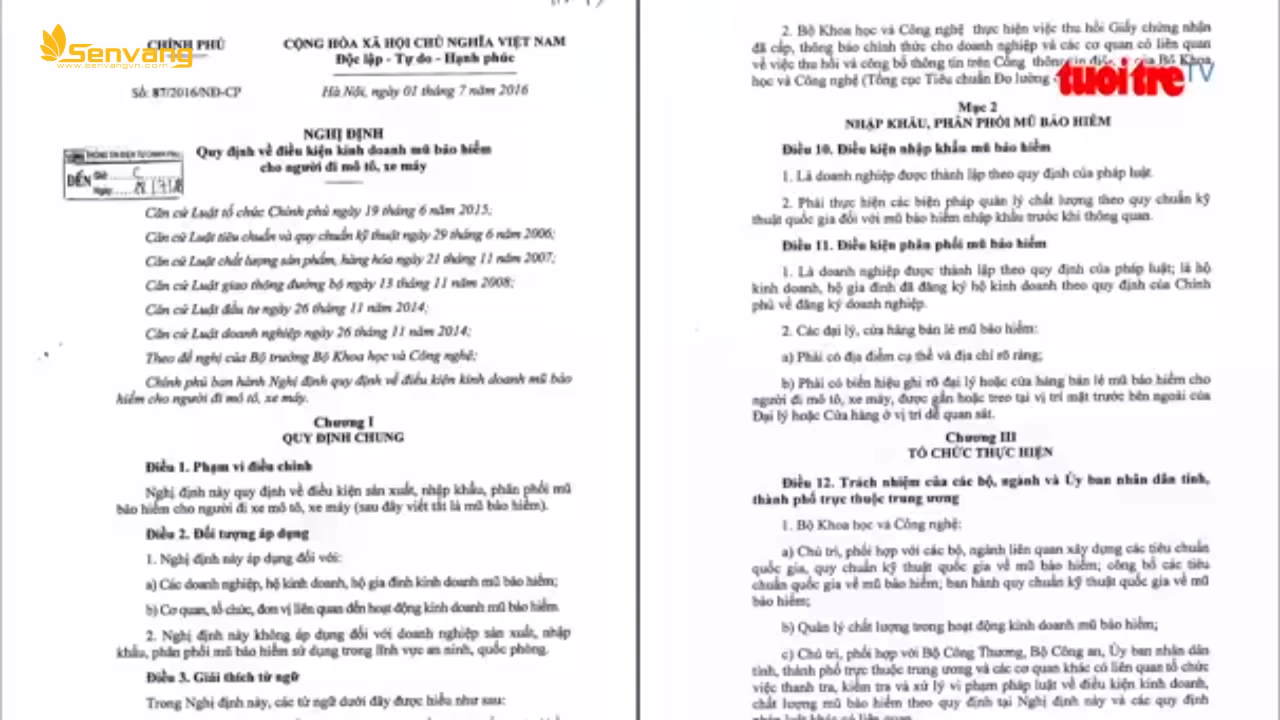 Senvang
www.senvangvn.com
CHÍNH PHỦ
CỘNG HÒA XÃ HỘI CHỦ NGHĨA VIỆT NAM
Độc lập - Tự do - Hạnh phúc
Số: 87/2016/NĐ-CP
Hà Nội, ngày 01 tháng 7 năm 2016
NGHỊ ĐỊNH
Quy định về điều kiện kinh doanh mũ bảo hiểm
cho người đi mô tô, xe máy
ĐẾN
Căn cứ Luật tổ chức Chính phủ ngày 19 tháng 6 năm 2015;
Căn cứ Luật tiêu chuẩn và quy chuẩn kỹ thuật ngày 29 tháng 6 năm 2006;
Căn cứ Luật chất lượng sản phẩm, hàng hóa ngày 21 tháng 11 năm 2007;
Căn cứ Luật giao thông đường bộ ngày 13 tháng 11 năm 2008;
Căn cứ Luật đầu tư ngày 26 tháng 11 năm 2014;
Căn cứ Luật doanh nghiệp ngày 26 tháng 11 năm 2014;
Theo đề nghị của Bộ trưởng Bộ Khoa học và Công nghệ;
Chính phủ ban hành Nghị định quy định về điều kiện kinh doanh mũ bảo
hiểm cho người đi mô tô, xe máy.
Chương I
QUY ĐỊNH CHUNG
Điều 1. Phạm vi điều chỉnh
Nghị định này quy định về điều kiện sản xuất, nhập khẩu, phân phối mũ
bảo hiểm cho người đi xe mô tô, xe máy (sau đây viết tắt là mũ bảo hiểm).
Điều 2. Đối tượng áp dụng
1. Nghị định này áp dụng đối với:
a) Các doanh nghiệp, hộ kinh doanh, hộ gia đình kinh doanh mũ bảo hiểm;
b) Cơ quan, tổ chức, đơn vị liên quan đến hoạt động kinh doanh mũ bảo hiểm.
2. Nghị định này không áp dụng đối với doanh nghiệp sản xuất, nhập
khẩu, phân phối mũ bảo hiểm sử dụng trong lĩnh vực an ninh, quốc phòng.
Điều 3. Giải thích từ ngữ
Trong Nghị định này, các từ ngữ dưới đây được hiểu như sau:
2. Bộ Khoa học và Công nghệ thực hiện việc thu hồi Giấy chứng nhận
đã cấp, thông báo chính thức cho doanh nghiệp và các cơ quan có liên quan
về việc thu hồi và công bố thông tin trên Cổng thông tin điện của Bộ Khoa
học và Công nghệ (Tổng cục Tiêu chuẩn Đo lường
tuổi trẻ TV
Mục 2
NHẬP KHẨU, PHÂN PHỐI MŨ BẢO HIỂM
Điều 10. Điều kiện nhập khẩu mũ bảo hiểm
1. Là doanh nghiệp được thành lập theo quy định của pháp luật.
2. Phải thực hiện các biện pháp quản lý chất lượng theo quy chuẩn kỹ
thuật quốc gia đối với mũ bảo hiểm nhập khẩu trước khi thông quan.
Điều 11. Điều kiện phân phối mũ bảo hiểm
1. Là doanh nghiệp được thành lập theo quy định của pháp luật; là hộ
kinh doanh, hộ gia đình đã đăng ký hộ kinh doanh theo quy định của Chính
phủ về đăng ký doanh nghiệp.
2. Các đại lý, cửa hàng bán lẻ mũ bảo hiểm:
a) Phải có địa điểm cụ thể và địa chỉ rõ ràng;
b) Phải có biển hiệu ghi rõ đại lý hoặc cửa hàng bán lẻ mũ bảo hiểm cho
người đi mô tô, xe máy, được gắn hoặc treo tại vị trí mặt trước bên ngoài của
Đại lý hoặc Cửa hàng ở vị trí dễ quan sát.
Chương III
TỔ CHỨC THỰC HIỆN
Điều 12. Trách nhiệm của các bộ, ngành và Ủy ban nhân dân tỉnh,
thành phố trực thuộc trung ương
1. Bộ Khoa học và Công nghệ:
a) Chủ trì, phối hợp với các bộ, ngành liên quan xây dựng các tiêu chuẩn
quốc gia, quy chuẩn kỹ thuật quốc gia về mũ bảo hiểm; công bố các tiêu
chuẩn quốc gia về mũ bảo hiểm; ban hành quy chuẩn kỹ thuật quốc gia về mũ
bảo hiểm;
b) Quản lý chất lượng trong hoạt động kinh doanh mũ bảo hiểm;
c) Chủ trì, phối hợp với Bộ Công Thương, Bộ Công an, Ủy ban nhân dân
tỉnh, thành phố trực thuộc trung ương và các cơ quan khác có liên quan tổ chức
việc thanh tra, kiểm tra và xử lý vi phạm pháp luật về điều kiện kinh doanh,
chất lượng mũ bảo hiểm theo quy định tại Nghị định này và các quy định